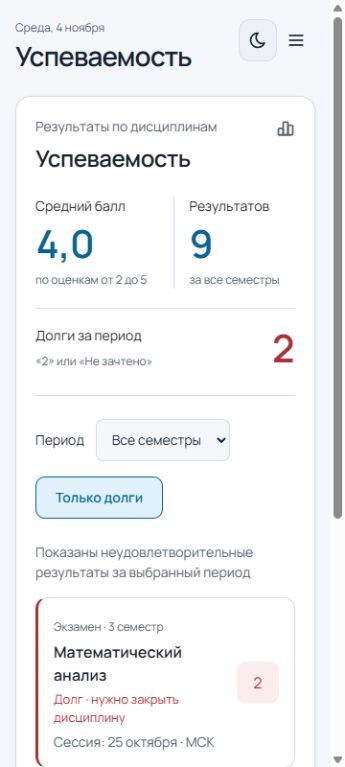 Среда, 4 ноября
Успеваемость
Результаты по дисциплинам
Успеваемость
Средний балл
4,0
по оценкам от 2 до 5
Результатов
9
за все семестры
Долги за период
«2» или «Не зачтено»
2
Период
Все семестры
Только долги
Показаны неудовлетворительные
результаты за выбранный период
Экзамен · 3 семестр
Математический
анализ
Долг · нужно закрыть
дисциплину
2
Сессия: 25 октября · МСК